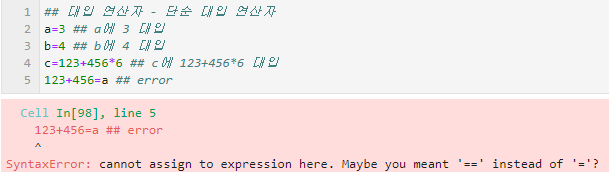 1 ## 대입 연산자 - 단순 대입 연산자
2 a=3 ## a에 3 대입
3 b=4 ## b에 4 대입
4 c=123+456*6 ## c에 123+456*6 대입
5 123+456=a ## error
Cell In[98], line 5
123+456=a ## error
^
SyntaxError: cannot assign to expression here. Maybe you meant '==' instead of '='?